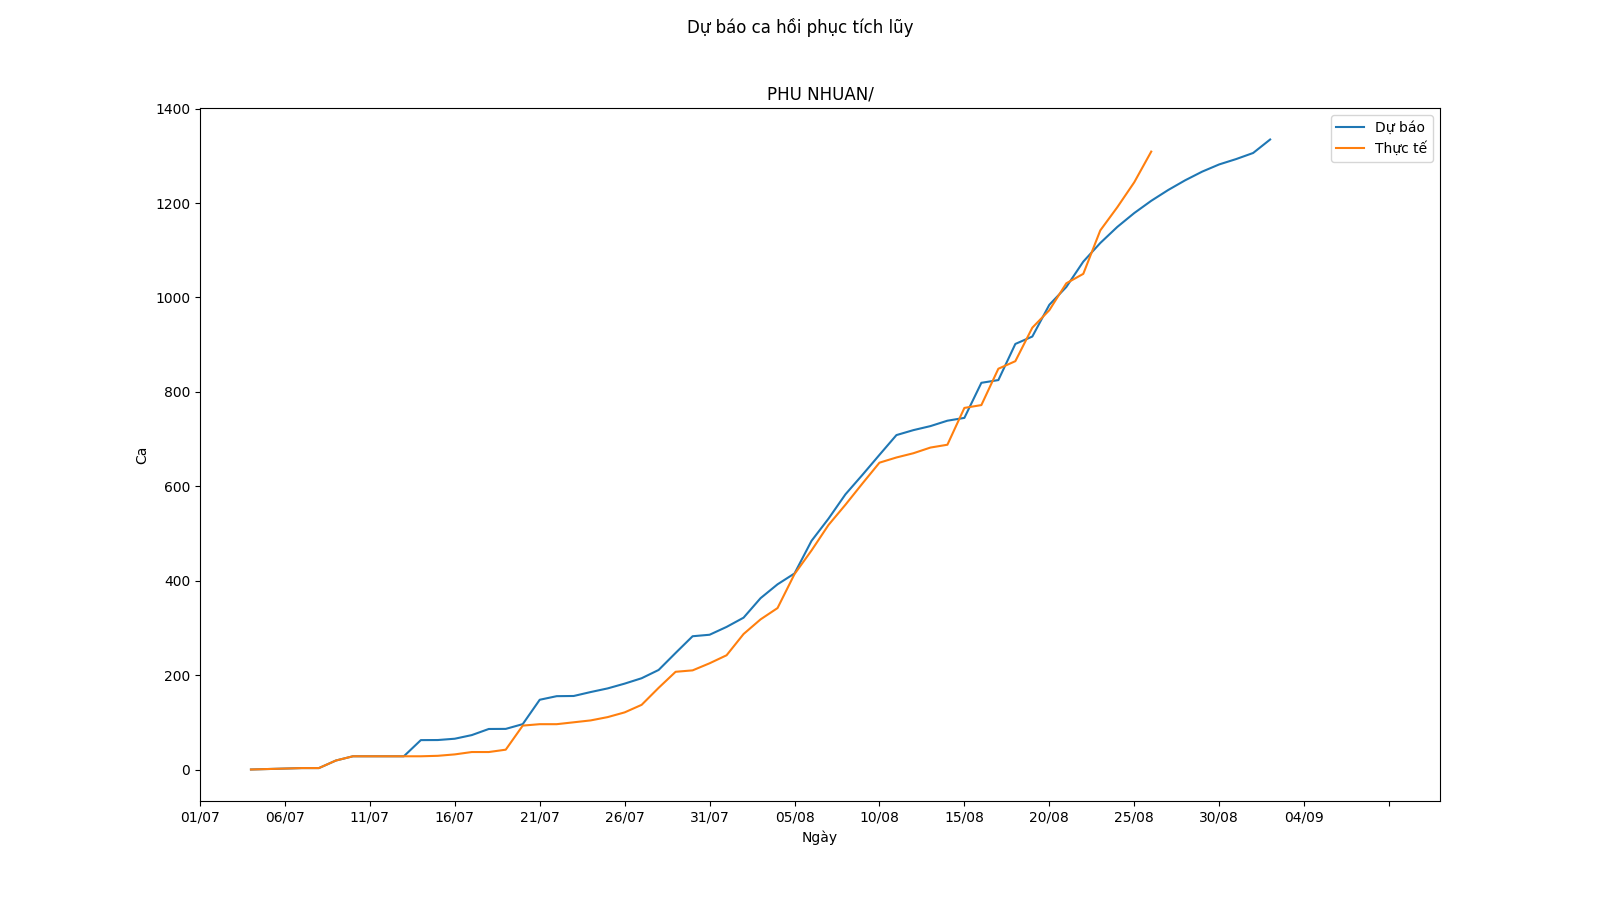 Dự báo ca hồi phục tích lũy
PHU NHUAN/
Dự báo
Thực tế
1400
1200
1000
800
600
400
200
0
Ca
01/07 06/07 11/07 16/07 21/07 26/07 31/07 05/08 10/08 15/08 20/08 25/08 30/08 04/09
Ngày